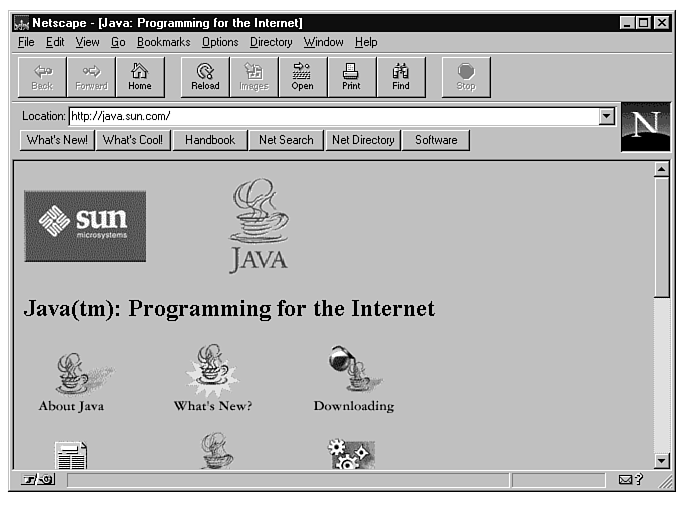 Netscape - [Java: Programming for the Internet]
File Edit View Go Bookmarks Options Directory Window Help
Back Forward Home Reload Images Open Print Find Stop
Location: http://java.sun.com/
N
What's New! What's Cool! Handbook Net Search Net Directory Software
sun
microsystems
JAVA
Java(tm): Programming for the Internet
About Java What's New? Downloading
?